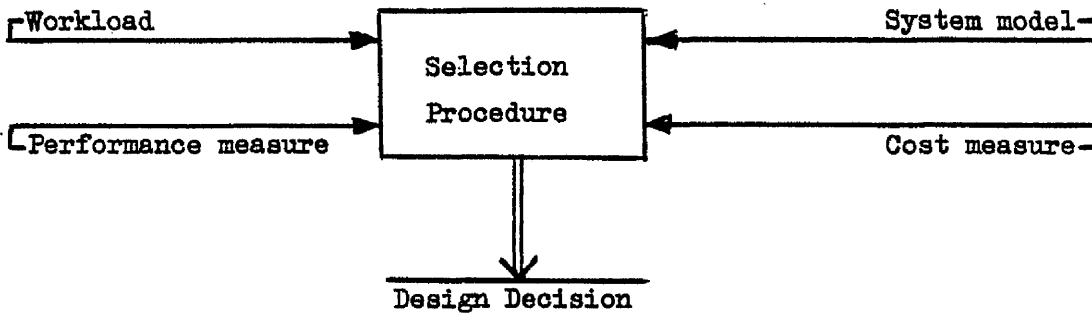 Workload
System model
Selection
Procedure
Performance measure
Cost measure
Design Decision